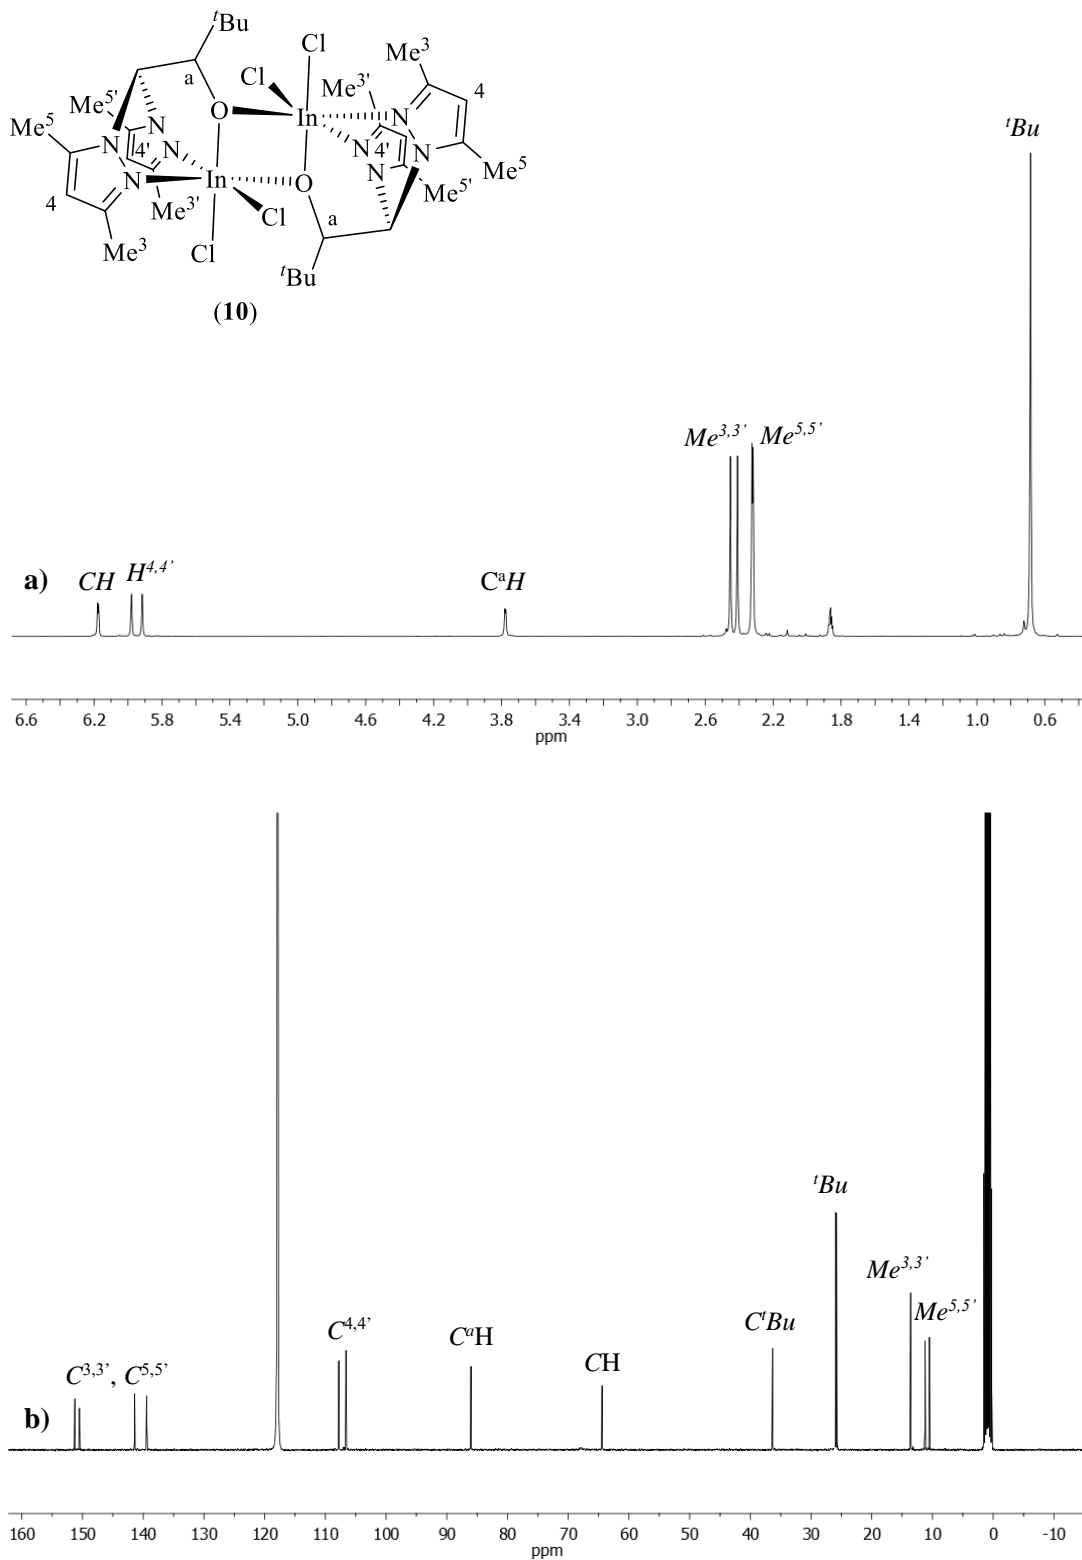 ᵗBu
Cl
Me³
a
Cl
Me³'
4
Me⁵'
O
In
N
Me⁵
N
N
N
4'
N
4'
N
N
N
In
O
N
Me⁵
4
Me³'
Cl
Me⁵'
Me³
a
Cl
ᵗBu
(10)
ᵗBu
Me³,³’ Me⁵,⁵’
a) CH H⁴,⁴’ CᵃH
6.6 6.2 5.8 5.4 5.0 4.6 4.2 3.8 3.4 3.0 2.6 2.2 1.8 1.4 1.0 0.6
ppm
ᵗBu
Me³,³’
Me⁵,⁵’
C⁴,⁴’ CᵃH CᵗBu
C³,³’, C⁵,⁵’ CH
b)
160 150 140 130 120 110 100 90 80 70 60 50 40 30 20 10 0 -10
ppm